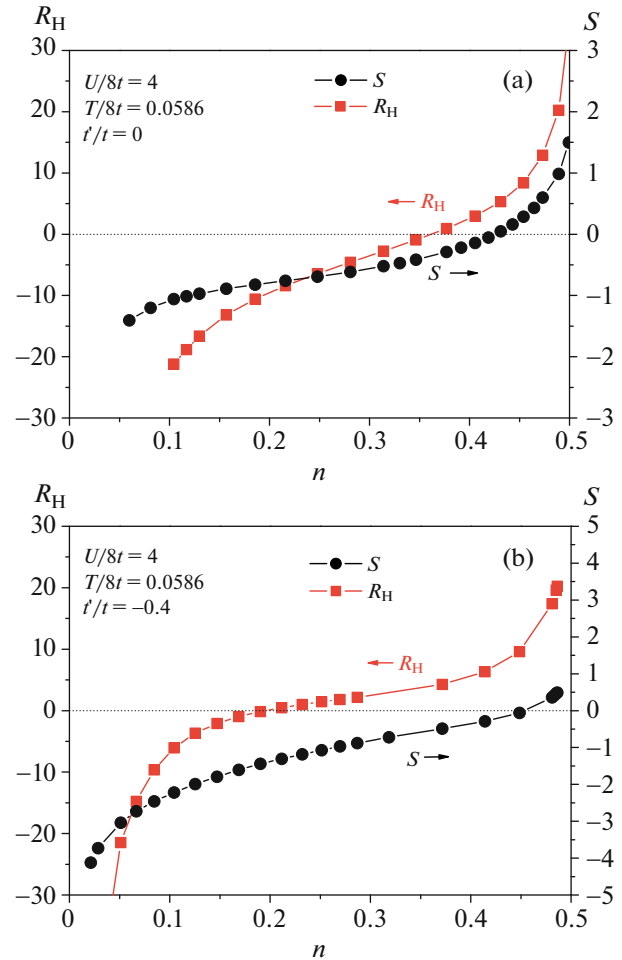 R_H
S
30
3
U/8t = 4
T/8t = 0.0586
t'/t = 0
S
R_H
(a)
20
2
10
1
R_H
0
0
S
−10
−1
−20
−2
−30
−3
0 0.1 0.2 0.3 0.4 0.5
n
R_H
S
30
5
U/8t = 4
T/8t = 0.0586
t'/t = −0.4
S
R_H
(b)
4
20
3
2
10
R_H
1
0
0
S
−1
−10
−2
−3
−20
−4
−30
−5
0 0.1 0.2 0.3 0.4 0.5
n